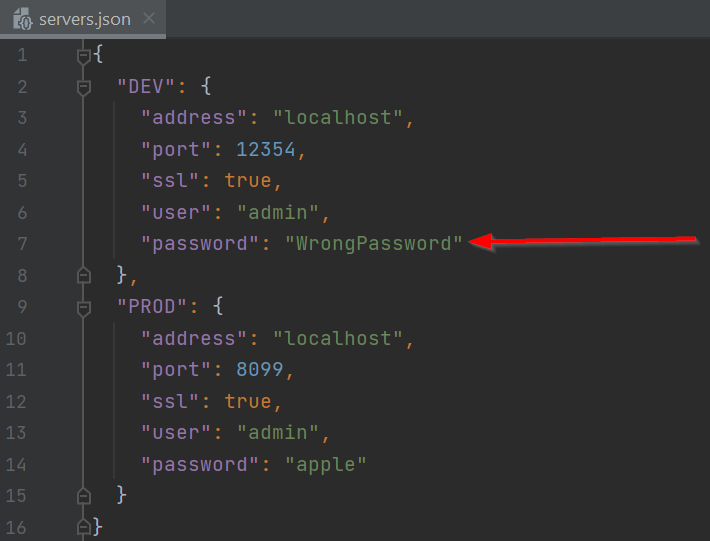 servers.json
1 {
2 "DEV": {
3 "address": "localhost",
4 "port": 12354,
5 "ssl": true,
6 "user": "admin",
7 "password": "WrongPassword"
8 },
9 "PROD": {
10 "address": "localhost",
11 "port": 8099,
12 "ssl": true,
13 "user": "admin",
14 "password": "apple"
15 }
16 }